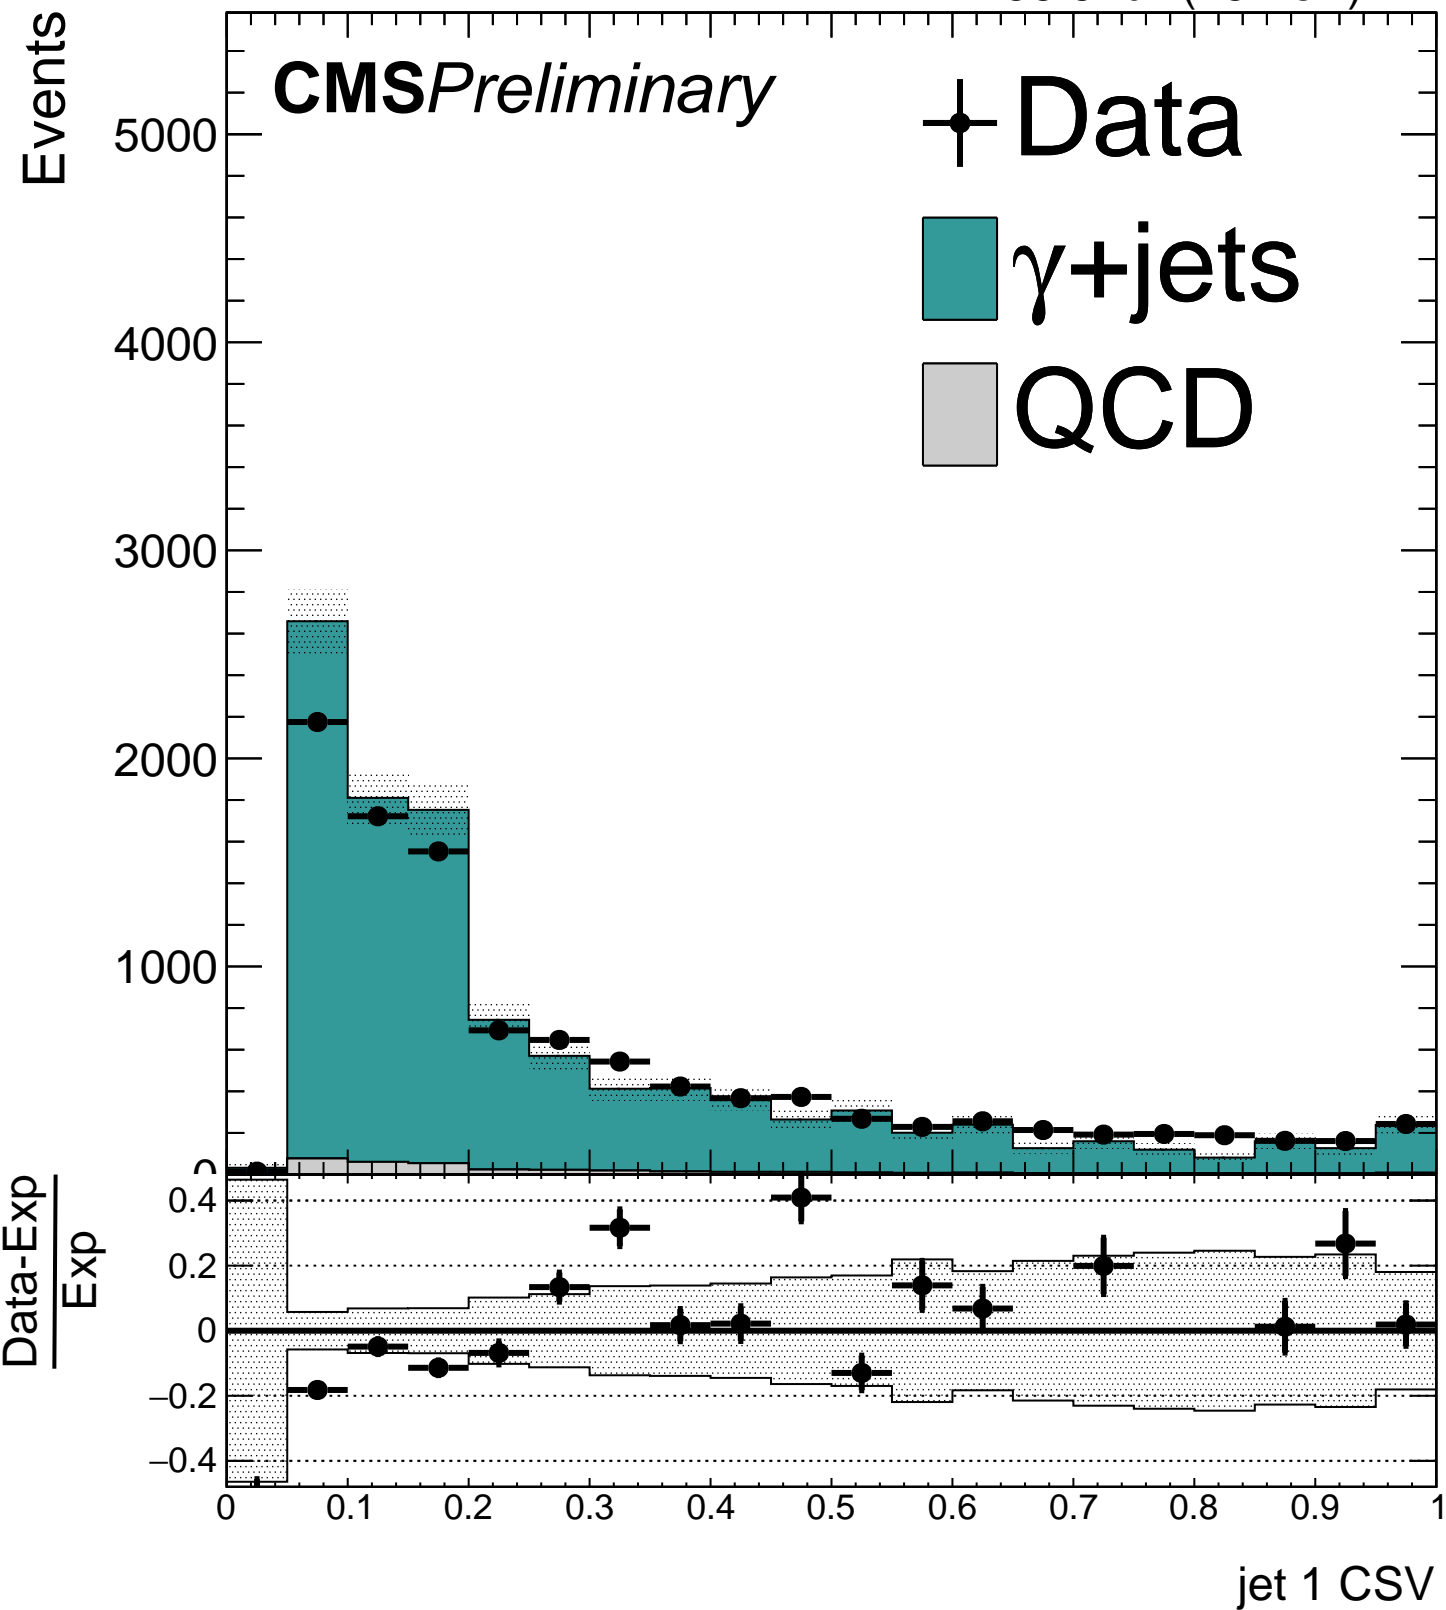 CMS Preliminary
Events
Data
γ+jets
QCD
5000
4000
3000
2000
1000
0
Data-Exp
Exp
0.4
0.2
0
−0.2
−0.4
0 0.1 0.2 0.3 0.4 0.5 0.6 0.7 0.8 0.9 1
jet 1 CSV